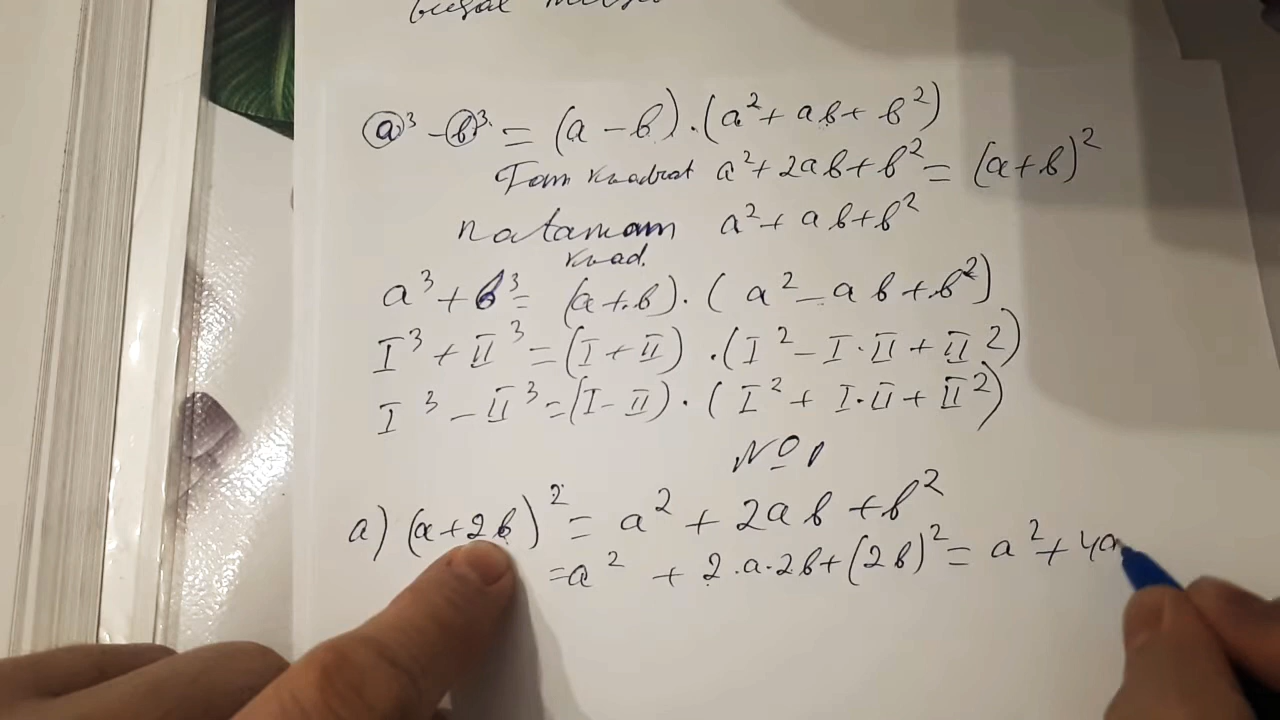 a³ - b³ = (a - b) · (a² + ab + b²)
Tam kvadrat a² + 2ab + b² = (a + b)²
natamam a² + ab + b²
kvad.
a³ + b³ = (a + b) · (a² - ab + b²)
I³ + II³ = (I + II) · (I² - I·II + II²)
I³ - II³ = (I - II) · (I² + I·II + II²)
№1
a) (a + 2b)² = a² + 2ab + b²
= a² + 2·a·2b + (2b)² = a² + 4a